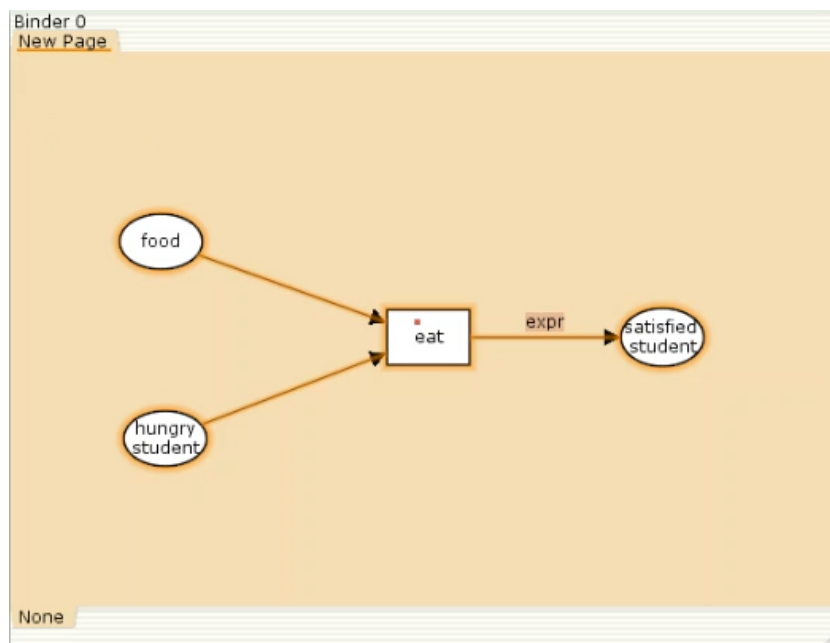 Binder 0
New Page
food
eat
expr
satisfied
student
hungry
student
None